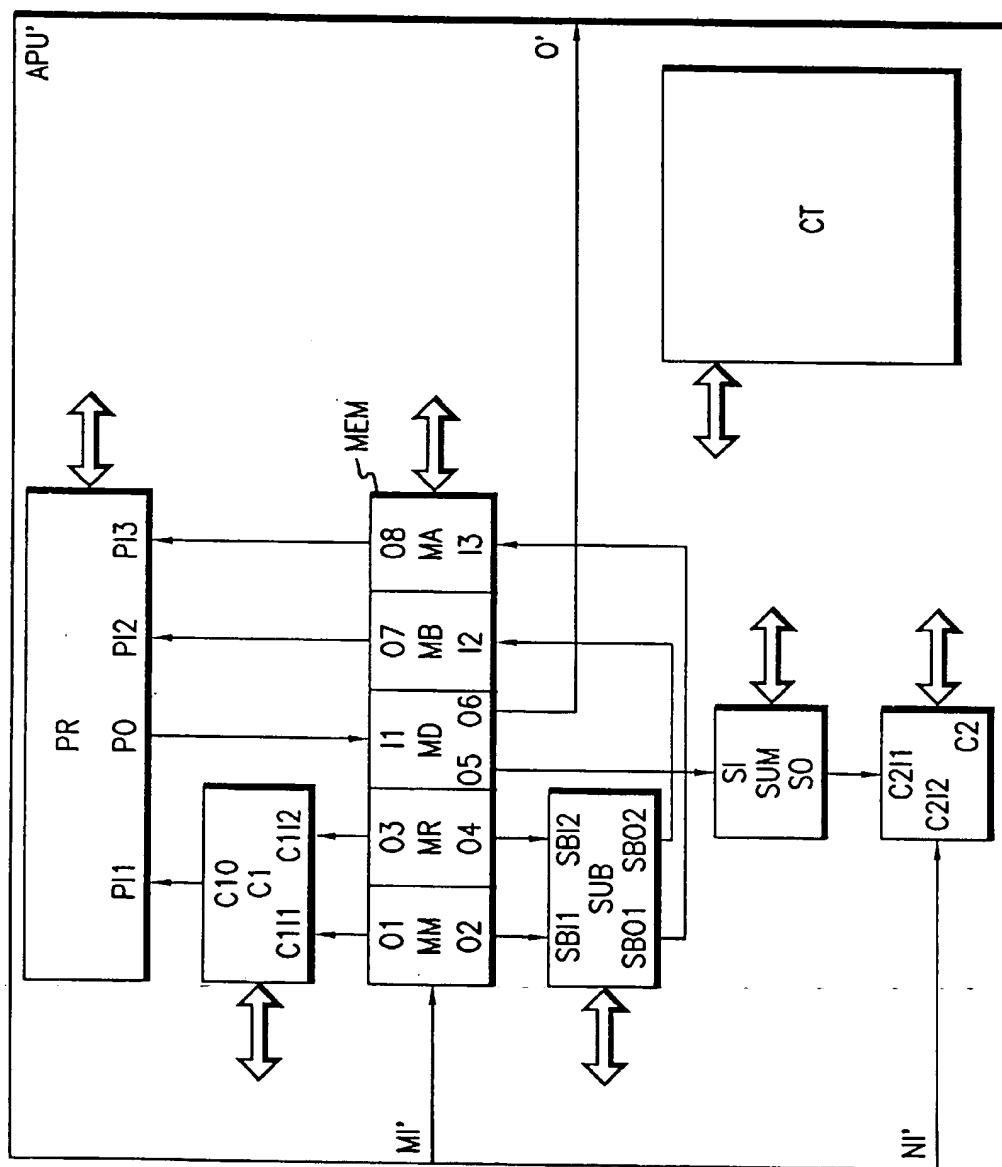 APU'
PR
PI1 PO PI2 PI3
C10
C1
C1I1 C1I2
MEM
O1 O3 I1 O7 O8
MM MR MD MB MA
O2 O4 O5 O6 I2 I3
MI'
O'
SBI1 SBI2
SUB
SBO1 SBO2
SI
SUM
SO
CT
C2I1
C2I2
C2
NI'